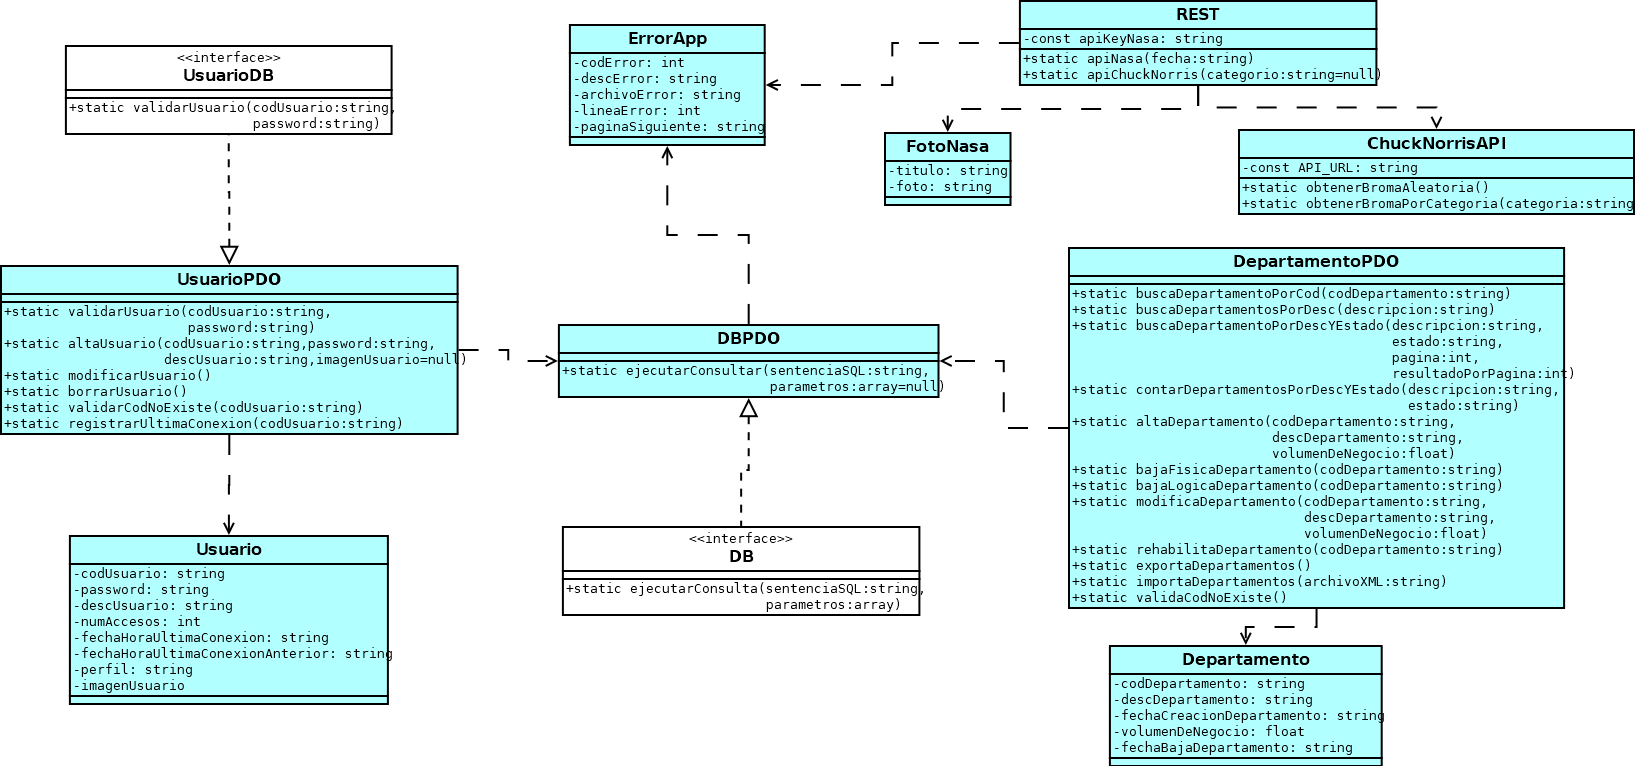 <<interface>>
UsuarioDB
+static validarUsuario(codUsuario:string,
password:string)
ErrorApp
-codError: int
-descError: string
-archivoError: string
-lineaError: int
-paginaSiguiente: string
REST
-const apiKeyNasa: string
+static apiNasa(fecha:string)
+static apiChuckNorris(categorio:string=null)
FotoNasa
-titulo: string
-foto: string
ChuckNorrisAPI
-const API_URL: string
+static obtenerBromaAleatoria()
+static obtenerBromaPorCategoria(categoria:string
UsuarioPDO
+static validarUsuario(codUsuario:string,
password:string)
+static altaUsuario(codUsuario:string,password:string,
descUsuario:string,imagenUsuario=null)
+static modificarUsuario()
+static borrarUsuario()
+static validarCodNoExiste(codUsuario:string)
+static registrarUltimaConexion(codUsuario:string)
DBPDO
+static ejecutarConsultar(sentenciaSQL:string,
parametros:array=null)
DepartamentoPDO
+static buscaDepartamentoPorCod(codDepartamento:string)
+static buscaDepartamentosPorDesc(descripcion:string)
+static buscaDepartamentoPorDescYEstado(descripcion:string,
estado:string,
pagina:int,
resultadoPorPagina:int)
+static contarDepartamentosPorDescYEstado(descripcion:string,
estado:string)
+static altaDepartamento(codDepartamento:string,
descDepartamento:string,
volumenDeNegocio:float)
+static bajaFisicaDepartamento(codDepartamento:string)
+static bajaLogicaDepartamento(codDepartamento:string)
+static modificaDepartamento(codDepartamento:string,
descDepartamento:string,
volumenDeNegocio:float)
+static rehabilitaDepartamento(codDepartamento:string)
+static exportaDepartamentos()
+static importaDepartamentos(archivoXML:string)
+static validaCodNoExiste()
Usuario
-codUsuario: string
-password: string
-descUsuario: string
-numAccesos: int
-fechaHoraUltimaConexion: string
-fechaHoraUltimaConexionAnterior: string
-perfil: string
-imagenUsuario
<<interface>>
DB
+static ejecutarConsulta(sentenciaSQL:string,
parametros:array)
Departamento
-codDepartamento: string
-descDepartamento: string
-fechaCreacionDepartamento: string
-volumenDeNegocio: float
-fechaBajaDepartamento: string